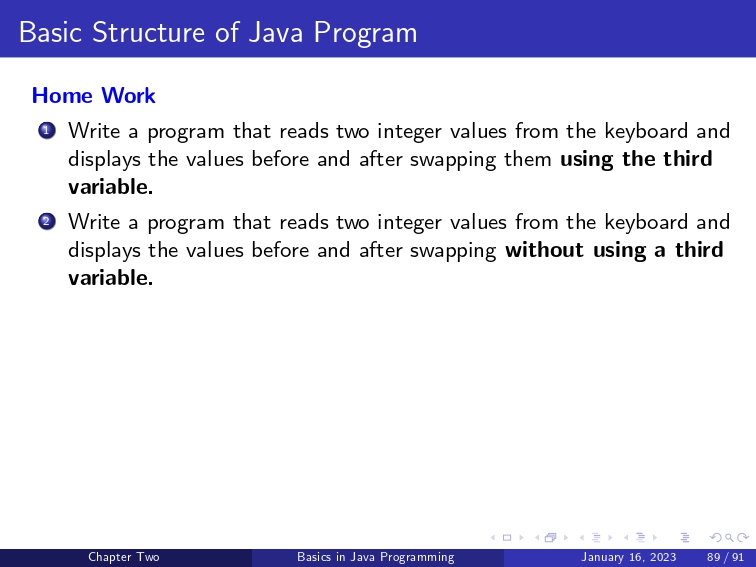 Basic Structure of Java Program
Home Work
1 Write a program that reads two integer values from the keyboard and
displays the values before and after swapping them using the third
variable.
2 Write a program that reads two integer values from the keyboard and
displays the values before and after swapping without using a third
variable.
Chapter Two Basics in Java Programming January 16, 2023 89 / 91